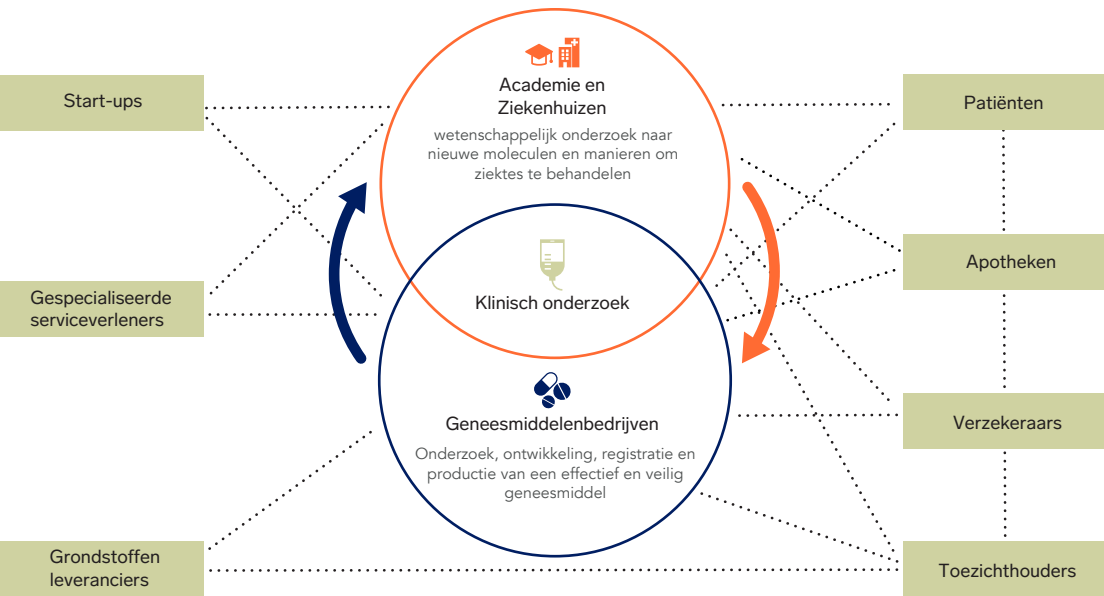 Start-ups
Gespecialiseerde
serviceverleners
Grondstoffen
leveranciers
Academie en
Ziekenhuizen
wetenschappelijk onderzoek naar
nieuwe moleculen en manieren om
ziektes te behandelen
Klinisch onderzoek
Geneesmiddelenbedrijven
Onderzoek, ontwikkeling, registratie en
productie van een effectief en veilig
geneesmiddel
Patiënten
Apotheken
Verzekeraars
Toezichthouders